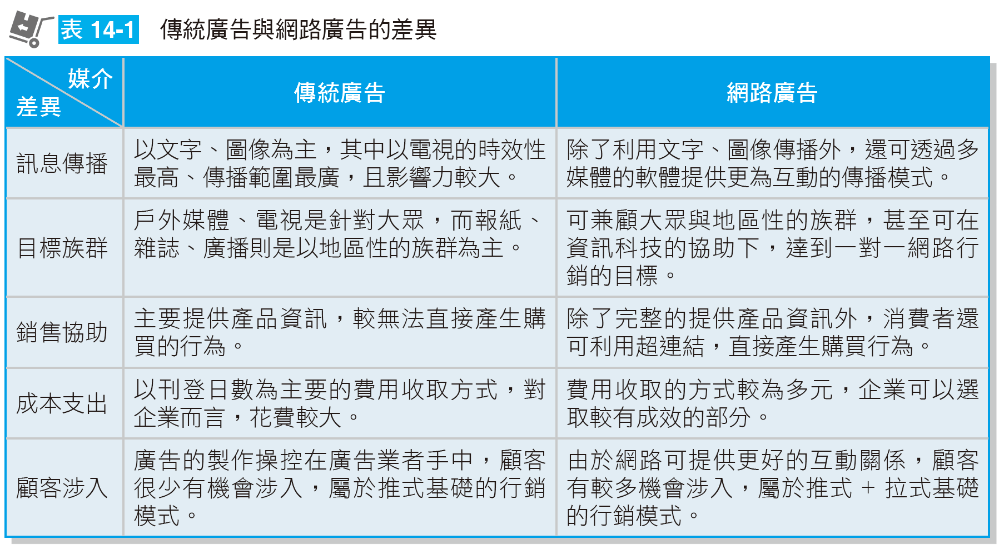 表 14-1 傳統廣告與網路廣告的差異
媒介
差異
傳統廣告
網路廣告
訊息傳播
以文字、圖像為主，其中以電視的時效性
最高、傳播範圍最廣，且影響力較大。
除了利用文字、圖像傳播外，還可透過多
媒體的軟體提供更為互動的傳播模式。
目標族群
戶外媒體、電視是針對大眾，而報紙、
雜誌、廣播則是以地區性的族群為主。
可兼顧大眾與地區性的族群，甚至可在
資訊科技的協助下，達到一對一網路行
銷的目標。
銷售協助
主要提供產品資訊，較無法直接產生購
買的行為。
除了完整的提供產品資訊外，消費者還
可利用超連結，直接產生購買行為。
成本支出
以刊登日數為主要的費用收取方式，對
企業而言，花費較大。
費用收取的方式較為多元，企業可以選
取較有成效的部分。
顧客涉入
廣告的製作操控在廣告業者手中，顧客
很少有機會涉入，屬於推式基礎的行銷
模式。
由於網路可提供更好的互動關係，顧客
有較多機會涉入，屬於推式 + 拉式基礎
的行銷模式。